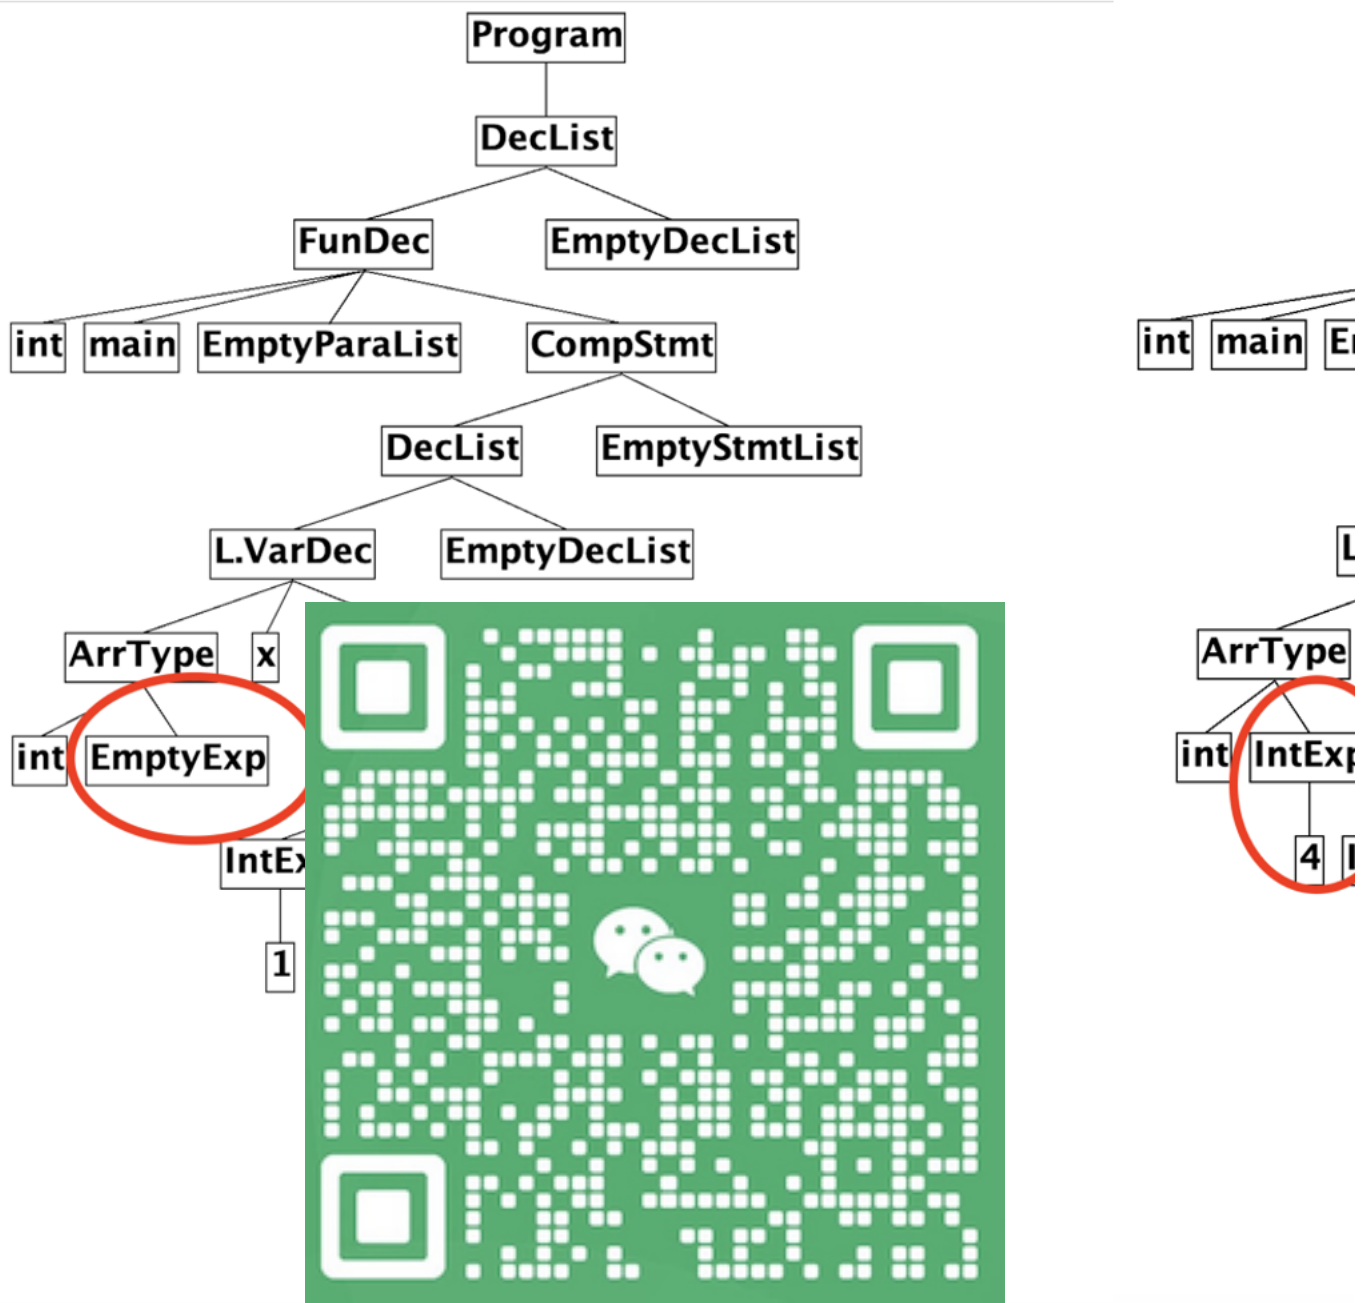 Program
DecList
FunDec EmptyDecList
int main EmptyParaList CompStmt
int main
DecList EmptyStmtList
L.VarDec EmptyDecList
ArrType x
ArrType
int EmptyExp
int IntExp
4
1